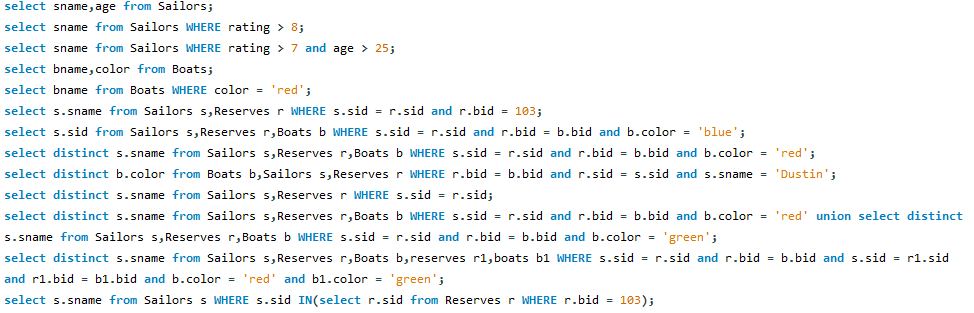 select sname,age from Sailors;
select sname from Sailors WHERE rating > 8;
select sname from Sailors WHERE rating > 7 and age > 25;
select bname,color from Boats;
select bname from Boats WHERE color = 'red';
select s.sname from Sailors s,Reserves r WHERE s.sid = r.sid and r.bid = 103;
select s.sid from Sailors s,Reserves r,Boats b WHERE s.sid = r.sid and r.bid = b.bid and b.color = 'blue';
select distinct s.sname from Sailors s,Reserves r,Boats b WHERE s.sid = r.sid and r.bid = b.bid and b.color = 'red';
select distinct b.color from Boats b,Sailors s,Reserves r WHERE r.bid = b.bid and r.sid = s.sid and s.sname = 'Dustin';
select distinct s.sname from Sailors s,Reserves r WHERE s.sid = r.sid;
select distinct s.sname from Sailors s,Reserves r,Boats b WHERE s.sid = r.sid and r.bid = b.bid and b.color = 'red' union select distinct
s.sname from Sailors s,Reserves r,Boats b WHERE s.sid = r.sid and r.bid = b.bid and b.color = 'green';
select distinct s.sname from Sailors s,Reserves r,Boats b,reserves r1,boats b1 WHERE s.sid = r.sid and r.bid = b.bid and s.sid = r1.sid
and r1.bid = b1.bid and b.color = 'red' and b1.color = 'green';
select s.sname from Sailors s WHERE s.sid IN(select r.sid from Reserves r WHERE r.bid = 103);